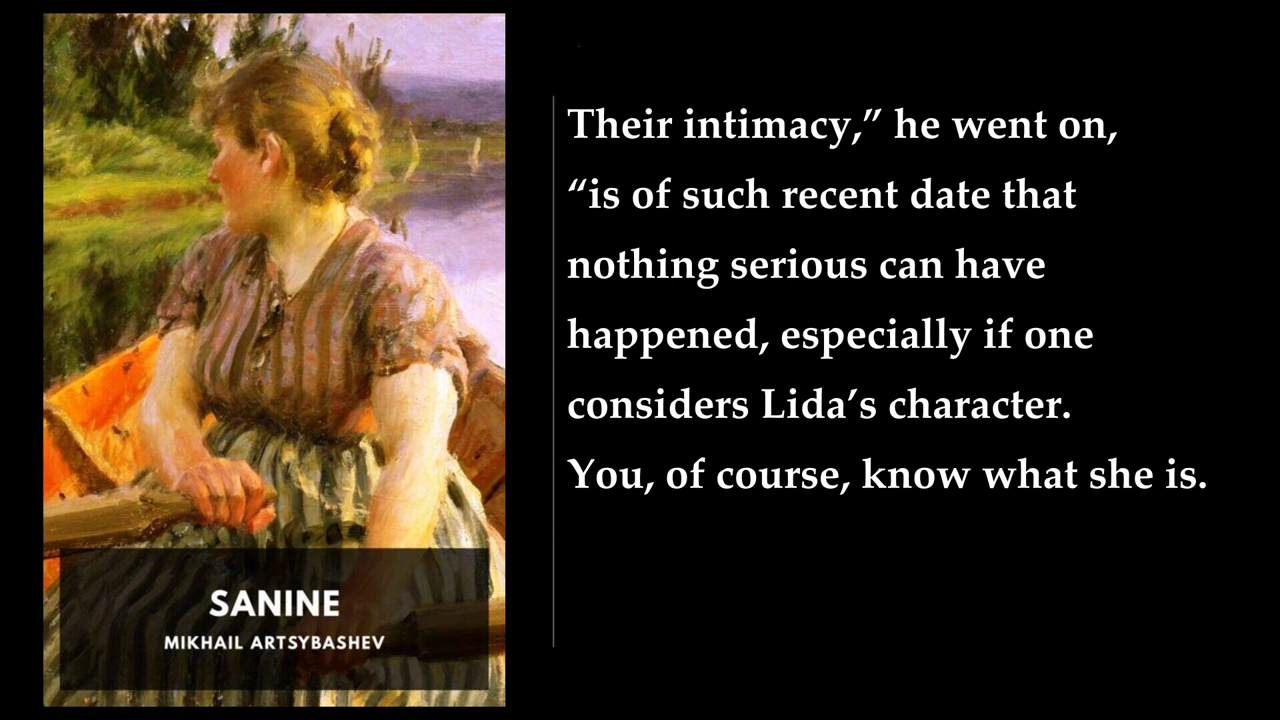 SANINE
MIKHAIL ARTSYBASHEV
Their intimacy,” he went on,
“is of such recent date that
nothing serious can have
happened, especially if one
considers Lida’s character.
You, of course, know what she is.